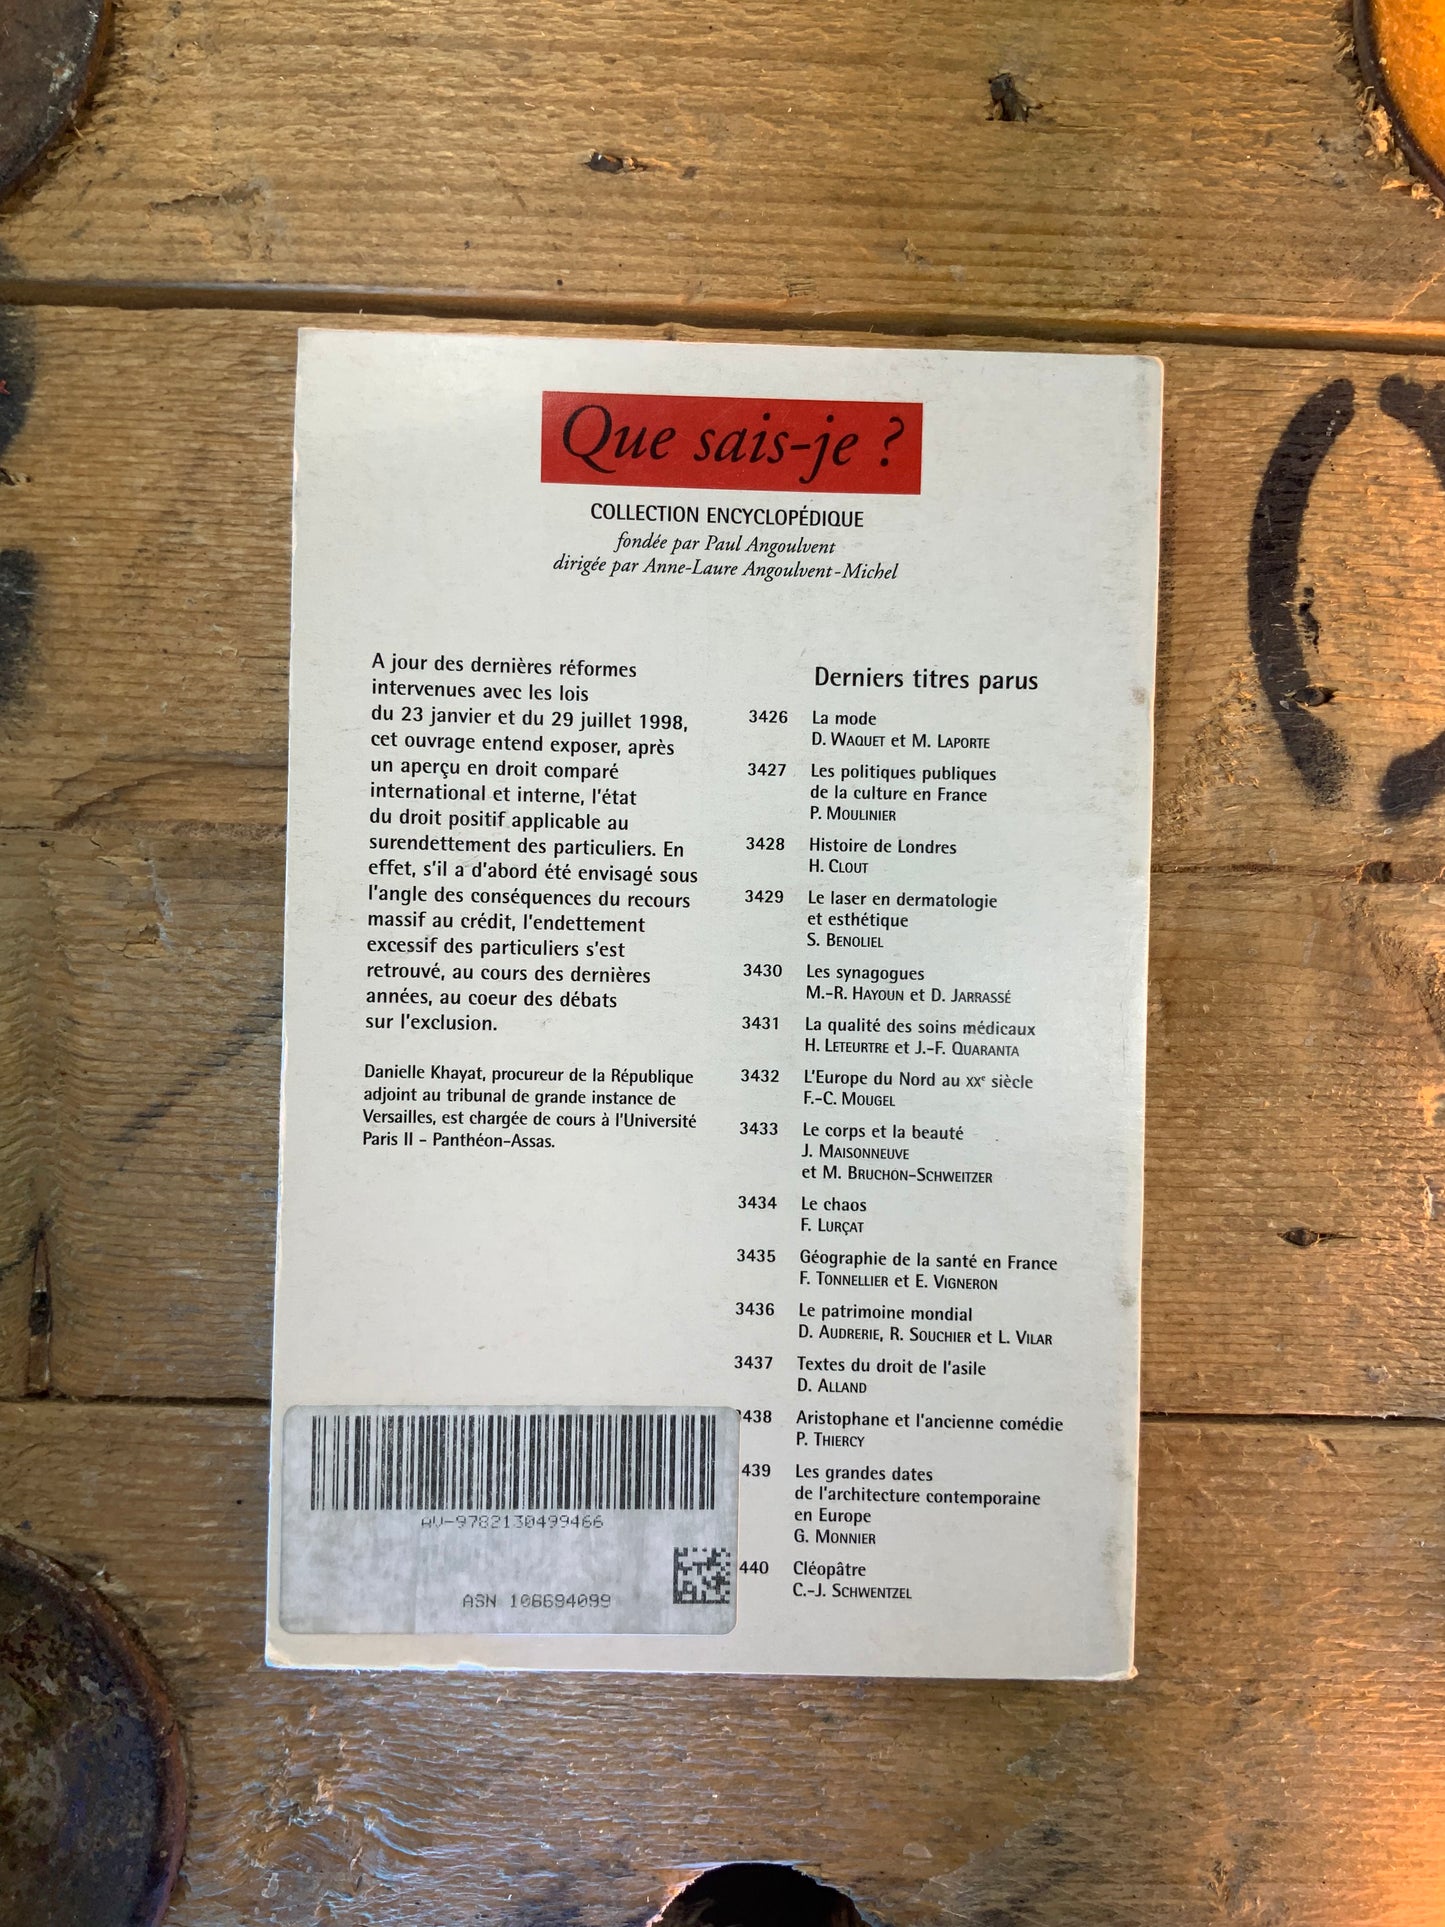 Que sais-je ?
COLLECTION ENCYCLOPÉDIQUE
fondée par Paul Angoulvent
dirigée par Anne-Laure Angoulvent-Michel
A jour des dernières réformes
intervenues avec les lois
du 23 janvier et du 29 juillet 1998,
cet ouvrage entend exposer, après
un aperçu en droit comparé
international et interne, l'état
du droit positif applicable au
surendettement des particuliers. En
effet, s'il a d'abord été envisagé sous
l'angle des conséquences du recours
massif au crédit, l'endettement
excessif des particuliers s'est
retrouvé, au cours des dernières
années, au coeur des débats
sur l'exclusion.
Danielle Khayat, procureur de la République
adjoint au tribunal de grande instance de
Versailles, est chargée de cours à l'Université
Paris II - Panthéon-Assas.
Derniers titres parus
3426 La mode
D. WAQUET et M. LAPORTE
3427 Les politiques publiques
de la culture en France
P. MOULINIER
3428 Histoire de Londres
H. CLOUT
3429 Le laser en dermatologie
et esthétique
S. BENOLIEL
3430 Les synagogues
M.-R. HAYOUN et D. JARRASSÉ
3431 La qualité des soins médicaux
H. LETEURTRE et J.-F. QUARANTA
3432 L'Europe du Nord au XXe siècle
F.-C. MOUGEL
3433 Le corps et la beauté
J. MAISONNEUVE
et M. BRUCHON-SCHWEITZER
3434 Le chaos
F. LURÇAT
3435 Géographie de la santé en France
F. TONNELLIER et E. VIGNERON
3436 Le patrimoine mondial
D. AUDRERIE, R. SOUCHIER et L. VILAR
3437 Textes du droit de l'asile
D. ALLAND
438 Aristophane et l'ancienne comédie
P. THIERCY
439 Les grandes dates
de l'architecture contemporaine
en Europe
G. MONNIER
440 Cléopâtre
C.-J. SCHWENTZEL
AV-9782130499466
ASN 106694099